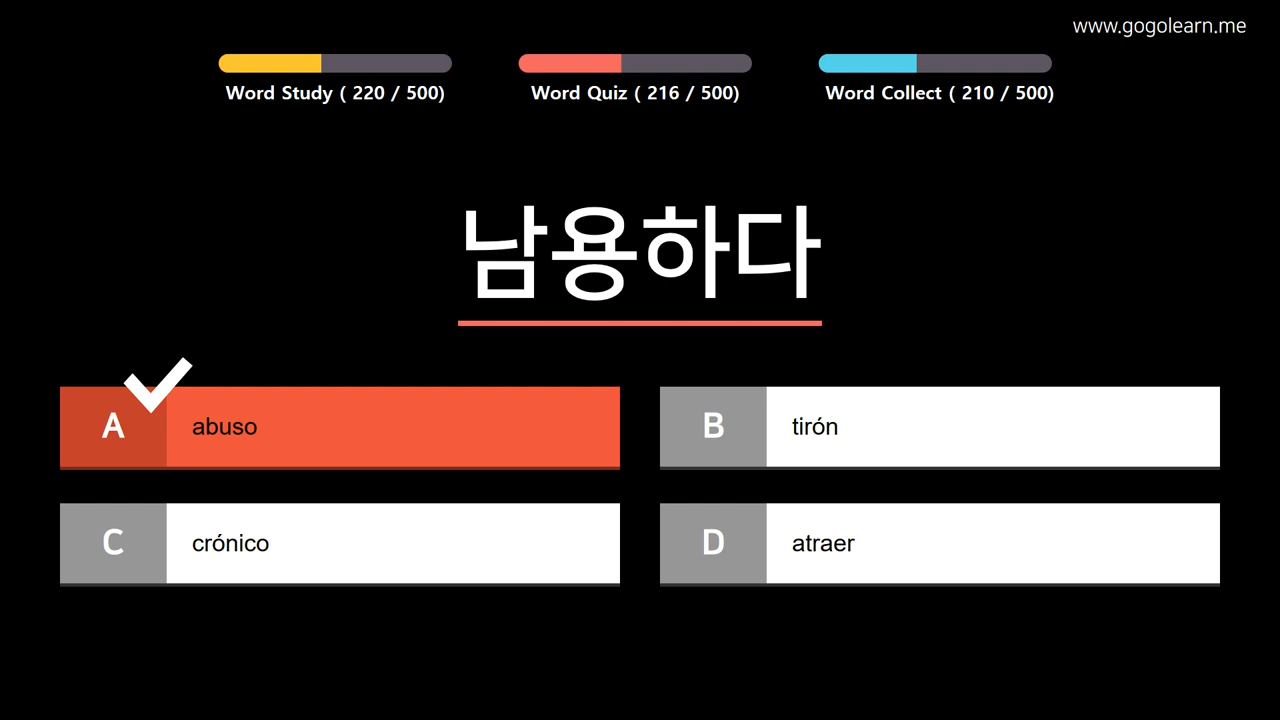 www.gogolearn.me
Word Study ( 220 / 500)
Word Quiz ( 216 / 500)
Word Collect ( 210 / 500)
남용하다
A abuso
B tirón
C crónico
D atraer